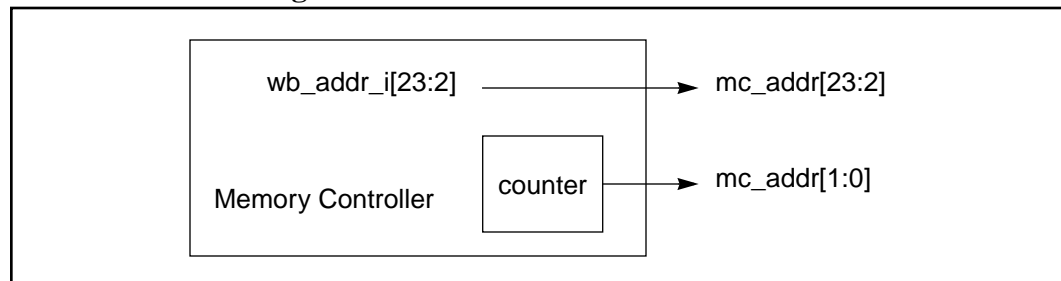 wb_addr_i[23:2]
mc_addr[23:2]
counter
mc_addr[1:0]
Memory Controller